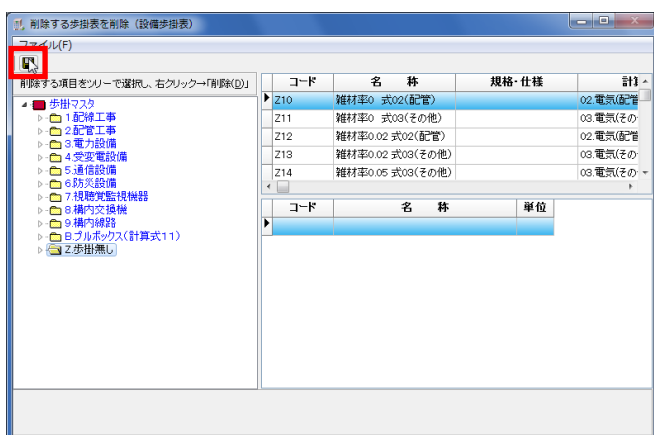 削除する歩掛表を削除（設備歩掛表）
ファイル(F)
削除する項目をツリーで選択し、右クリック→「削除(D)」
歩掛マスタ
1.配線工事
2.配管工事
3.電力設備
4.受変電設備
5.通信設備
6.防災設備
7.視聴覚監視機器
8.構内交換機
9.構内線路
B.プルボックス(計算式11)
Z.歩掛無し
コード 名 称 規格・仕様
Z10 雑材率0 式02(配管) 02.電気(配管
Z11 雑材率0 式03(その他) 03.電気(その
Z12 雑材率0.02 式02(配管) 02.電気(配管
Z13 雑材率0.02 式03(その他) 03.電気(その
Z14 雑材率0.05 式03(その他) 03.電気(その
コード 名 称 単位